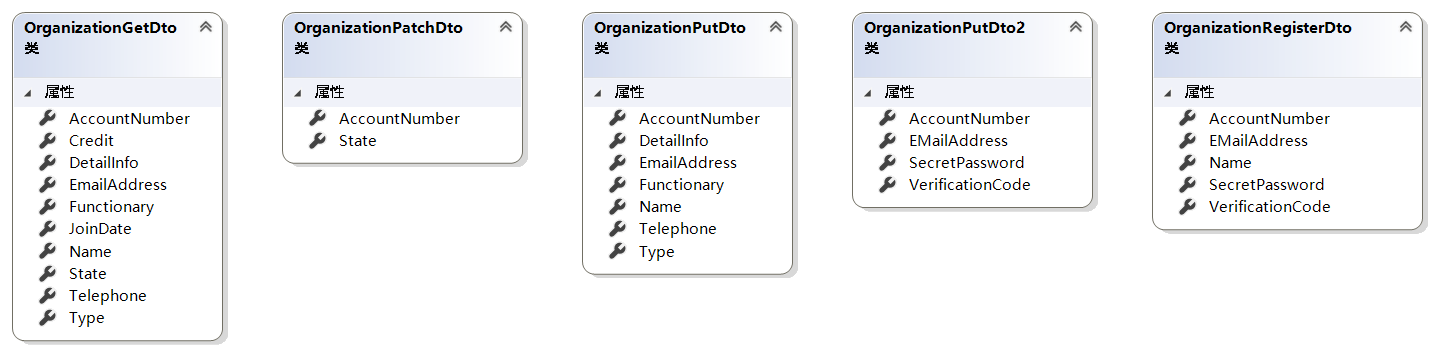 OrganizationGetDto
类
属性
AccountNumber
Credit
DetailInfo
EmailAddress
Functionary
JoinDate
Name
State
Telephone
Type
OrganizationPatchDto
类
属性
AccountNumber
State
OrganizationPutDto
类
属性
AccountNumber
DetailInfo
EmailAddress
Functionary
Name
Telephone
Type
OrganizationPutDto2
类
属性
AccountNumber
EMailAddress
SecretPassword
VerificationCode
OrganizationRegisterDto
类
属性
AccountNumber
EMailAddress
Name
SecretPassword
VerificationCode